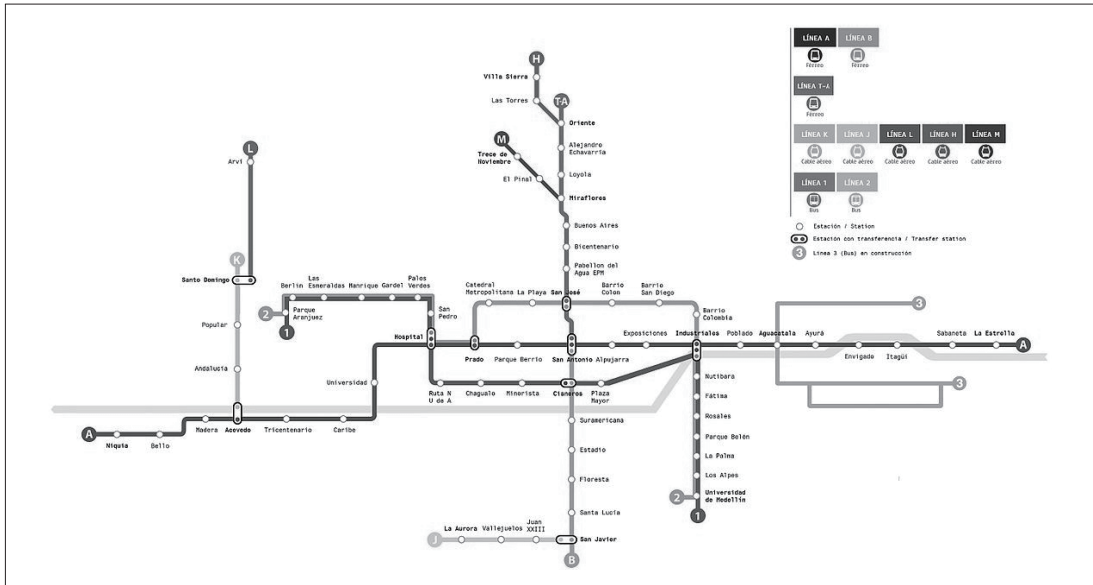 LÍNEA A
LÍNEA B
Férreo
Férreo
LÍNEA T-A
Férreo
LÍNEA K
LÍNEA J
LÍNEA L
LÍNEA H
LÍNEA M
Cable aéreo
Cable aéreo
Cable aéreo
Cable aéreo
Cable aéreo
LÍNEA 1
LÍNEA 2
Bus
Bus
Estación / Station
Estación con transferencia / Transfer station
3
Línea 3 (Bus) en construcción
H
Villa Sierra
Las Torres
T-A
Oriente
Alejandro
Echavarría
Loyola
Miraflores
M
Trece de
Noviembre
El Pinal
Buenos Aires
Bicentenario
Pabellon del
Agua EPM
San José
L
Arví
K
Santo Domingo
Popular
Andalucía
Acevedo
2
Parque
Aranjuez
1
Berlin
Las
Esmeraldas
Manrique
Gardel
Palos
Verdes
San
Pedro
Hospital
Catedral
Metropolitana
La Playa
Barrio
Colon
Barrio
San Diego
Barrio
Colombia
Prado
Parque Berrio
San Antonio
Alpujarra
Exposiciones
Industriales
Poblado
Aguacatala
Ayurá
Envigado
Itagüí
Sabaneta
La Estrella
A
3
3
Universidad
Ruta N
U de A
Chagualo
Minorista
Cisneros
Plaza
Mayor
A
Niquia
Bello
Madera
Tricentenario
Caribe
Suramericana
Estadio
Floresta
Santa Lucía
San Javier
B
J
La Aurora
Vallejuelos
Juan
XXIII
Nutibara
Fátima
Rosales
Parque Belén
La Palma
Los Alpes
2
Universidad
de Medellín
1